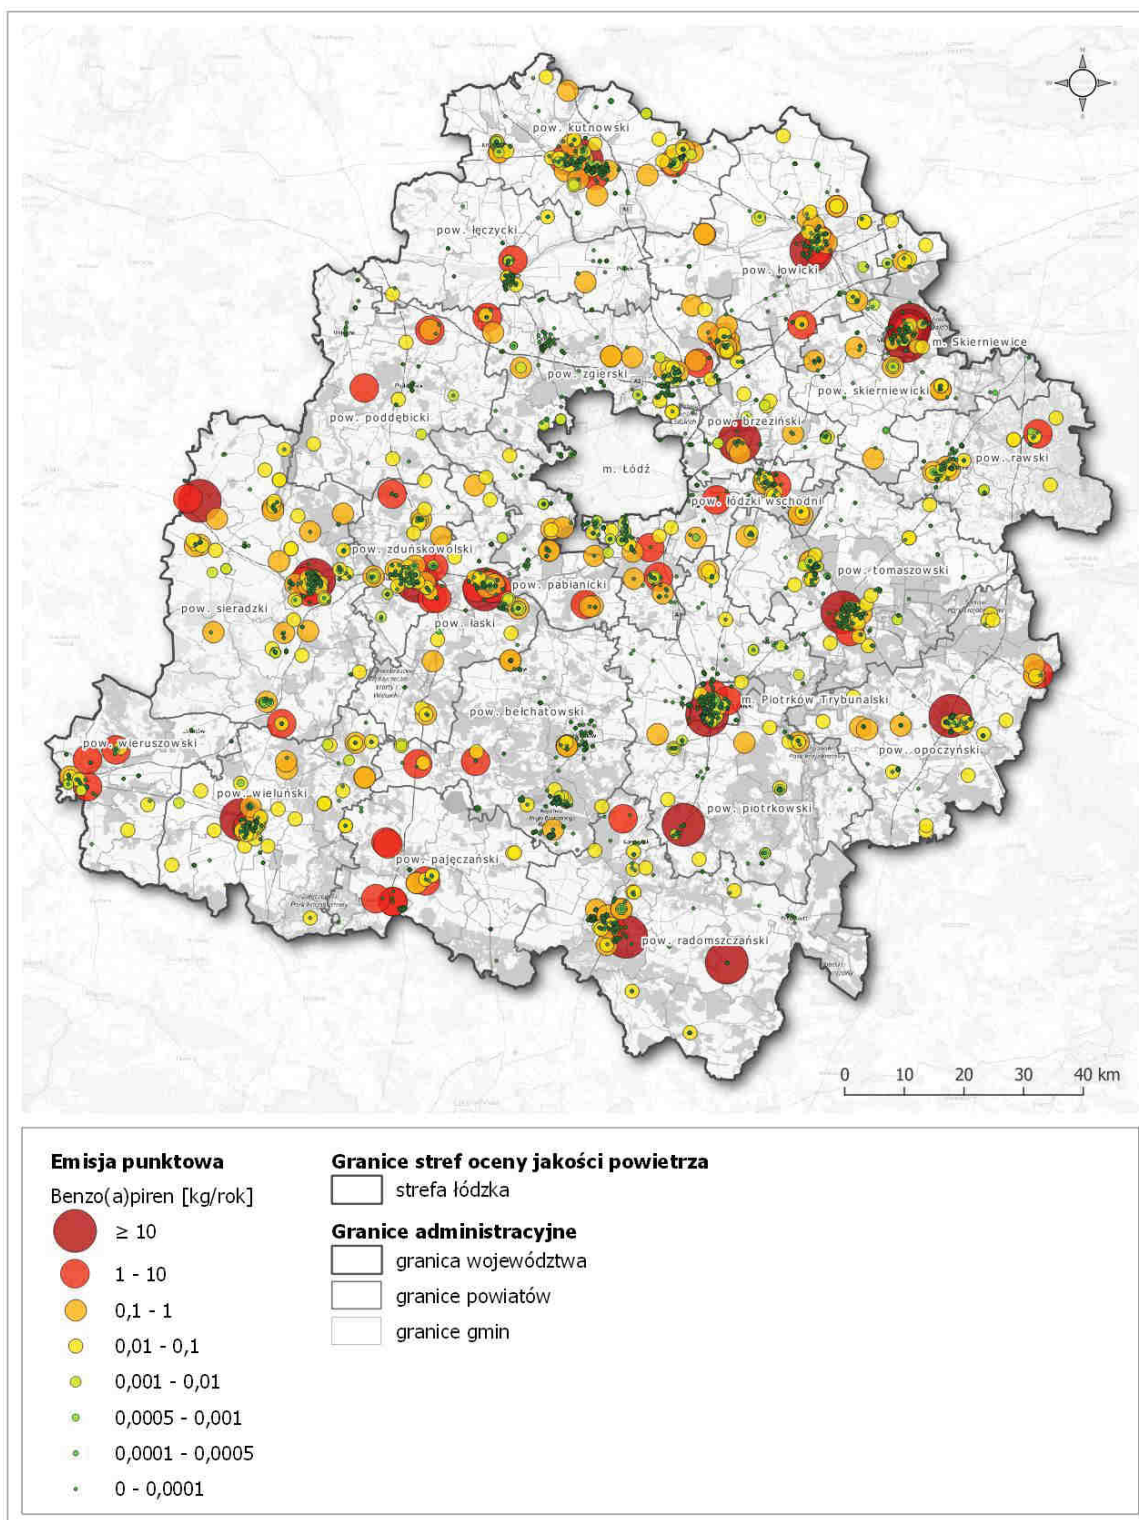 pow. kutnowski
pow. łęczycki
pow. łowicki
m. Skierniewice
pow. zgierski
pow. skierniewicki
pow. poddębicki
pow. brzeziński
pow. rawski
m. Łódź
pow. łódzki wschodni
pow. zduńskowolski
pow. pabianicki
pow. tomaszowski
pow. sieradzki
pow. łaski
m. Piotrków Trybunalski
pow. bełchatowski
pow. wieruszowski
pow. opoczyński
pow. wieluński
pow. piotrkowski
pow. pajęczański
pow. radomszczański
0 10 20 30 40 km
Emisja punktowa
Benzo(a)piren [kg/rok]
≥ 10
1 - 10
0,1 - 1
0,01 - 0,1
0,001 - 0,01
0,0005 - 0,001
0,0001 - 0,0005
0 - 0,0001
Granice stref oceny jakości powietrza
strefa łódzka
Granice administracyjne
granica województwa
granice powiatów
granice gmin